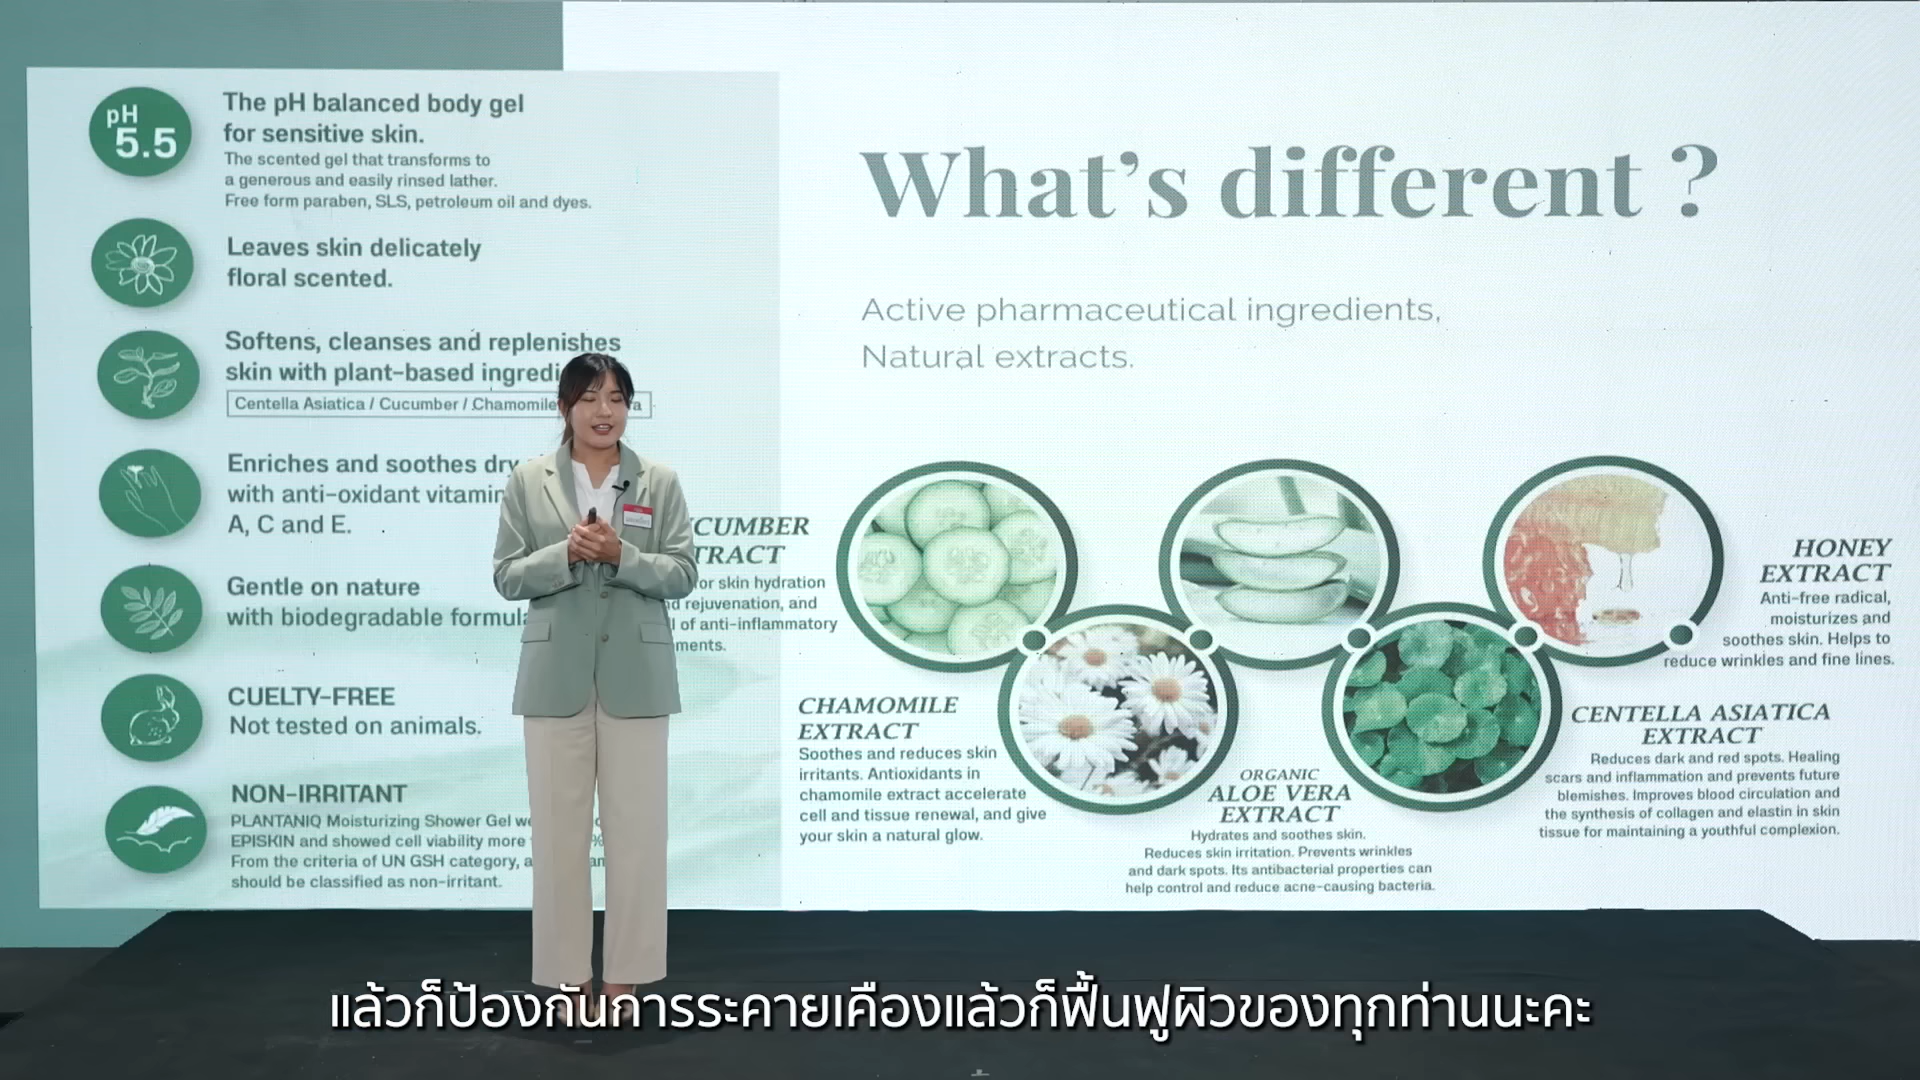 pH
5.5
The pH balanced body gel
for sensitive skin.
The scented gel that transforms to
a generous and easily rinsed lather.
Free form paraben, SLS, petroleum oil and dyes.
Leaves skin delicately
floral scented.
Softens, cleanses and replenishes
skin with plant-based ingredi
Centella Asiatica / Cucumber / Chamomile a
Enriches and soothes dry
with anti-oxidant vitamin
A, C and E.
Gentle on nature
with biodegradable formula
CUELTY-FREE
Not tested on animals.
NON-IRRITANT
PLANTANIQ Moisturizing Shower Gel we
EPISKIN and showed cell viability more %
From the criteria of UN GSH category, a an
should be classified as non-irritant.
What's different ?
Active pharmaceutical ingredients,
Natural extracts.
CUMBER
TRACT
or skin hydration
d rejuvenation, and
l of anti-inflammatory
ments.
CHAMOMILE
EXTRACT
Soothes and reduces skin
irritants. Antioxidants in
chamomile extract accelerate
cell and tissue renewal, and give
your skin a natural glow.
ORGANIC
ALOE VERA
EXTRACT
Hydrates and soothes skin.
Reduces skin irritation. Prevents wrinkles
and dark spots. Its antibacterial properties can
help control and reduce acne-causing bacteria.
CENTELLA ASIATICA
EXTRACT
Reduces dark and red spots. Healing
scars and inflammation and prevents future
blemishes. Improves blood circulation and
the synthesis of collagen and elastin in skin
tissue for maintaining a youthful complexion.
HONEY
EXTRACT
Anti-free radical,
moisturizes and
soothes skin. Helps to
reduce wrinkles and fine lines.
แล้วก็ป้องกันการระคายเคืองแล้วก็ฟื้นฟูผิวของทุกท่านนะคะ